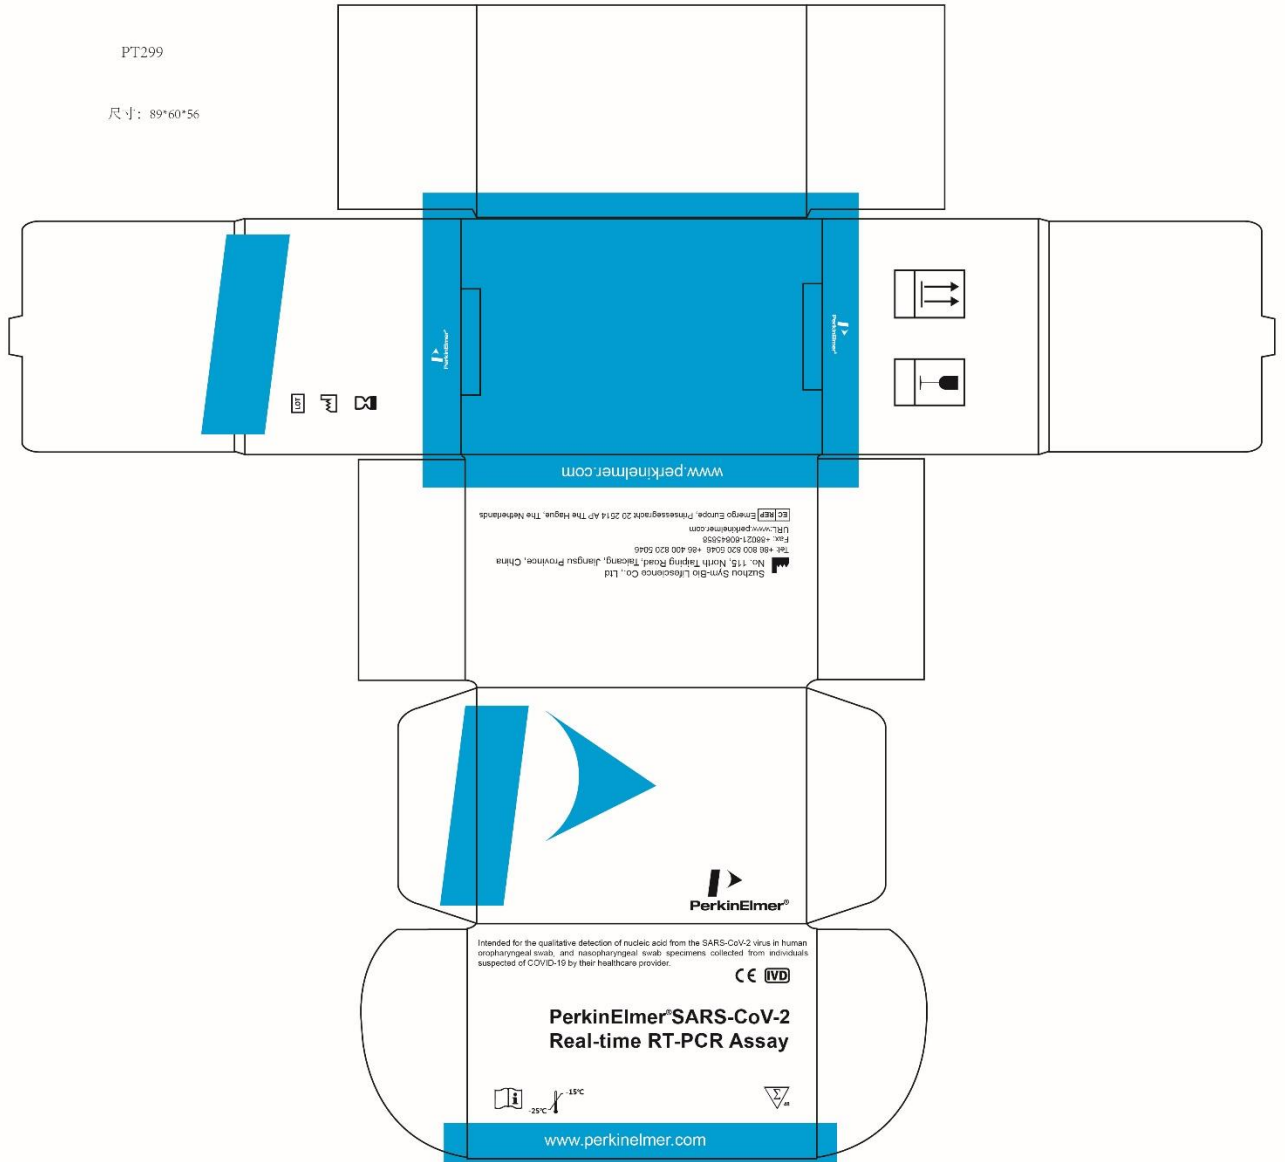 PT299
尺寸：89*60*56
PerkinElmer®
PerkinElmer®
LOT
www.perkinelmer.com
Suzhou Sym-Bio Lifescience Co., Ltd
No. 115, North Taiping Road, Taicang, Jiangsu Province, China
Tel: +86 800 820 5046 +86 400 820 5046
Fax: +86021-60845858
URL:www.perkinelmer.com
EC REP Emergo Europe, Prinsessegracht 20 2514 AP The Hague, The Netherlands
PerkinElmer®
Intended for the qualitative detection of nucleic acid from the SARS-CoV-2 virus in human
oropharyngeal swab, and nasopharyngeal swab specimens collected from individuals
suspected of COVID-19 by their healthcare provider.
CE IVD
PerkinElmer®SARS-CoV-2
Real-time RT-PCR Assay
i
-15°C
-25°C
Σ
www.perkinelmer.com